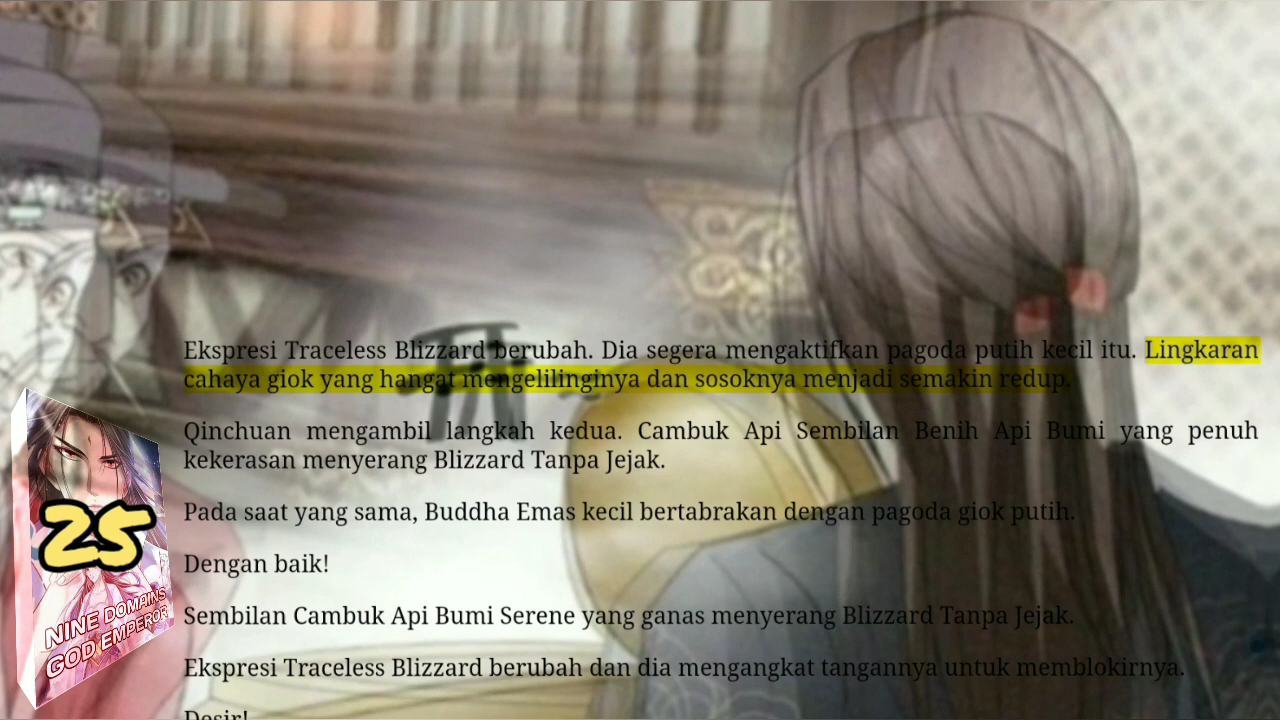 Ekspresi Traceless Blizzard berubah. Dia segera mengaktifkan pagoda putih kecil itu. Lingkaran
cahaya giok yang hangat mengelilinginya dan sosoknya menjadi semakin redup.
Qinchuan mengambil langkah kedua. Cambuk Api Sembilan Benih Api Bumi yang penuh
kekerasan menyerang Blizzard Tanpa Jejak.
Pada saat yang sama, Buddha Emas kecil bertabrakan dengan pagoda giok putih.
Dengan baik!
Sembilan Cambuk Api Bumi Serene yang ganas menyerang Blizzard Tanpa Jejak.
Ekspresi Traceless Blizzard berubah dan dia mengangkat tangannya untuk memblokirnya.
Desir!
25
NINE DOMAINS
GOD EMPEROR